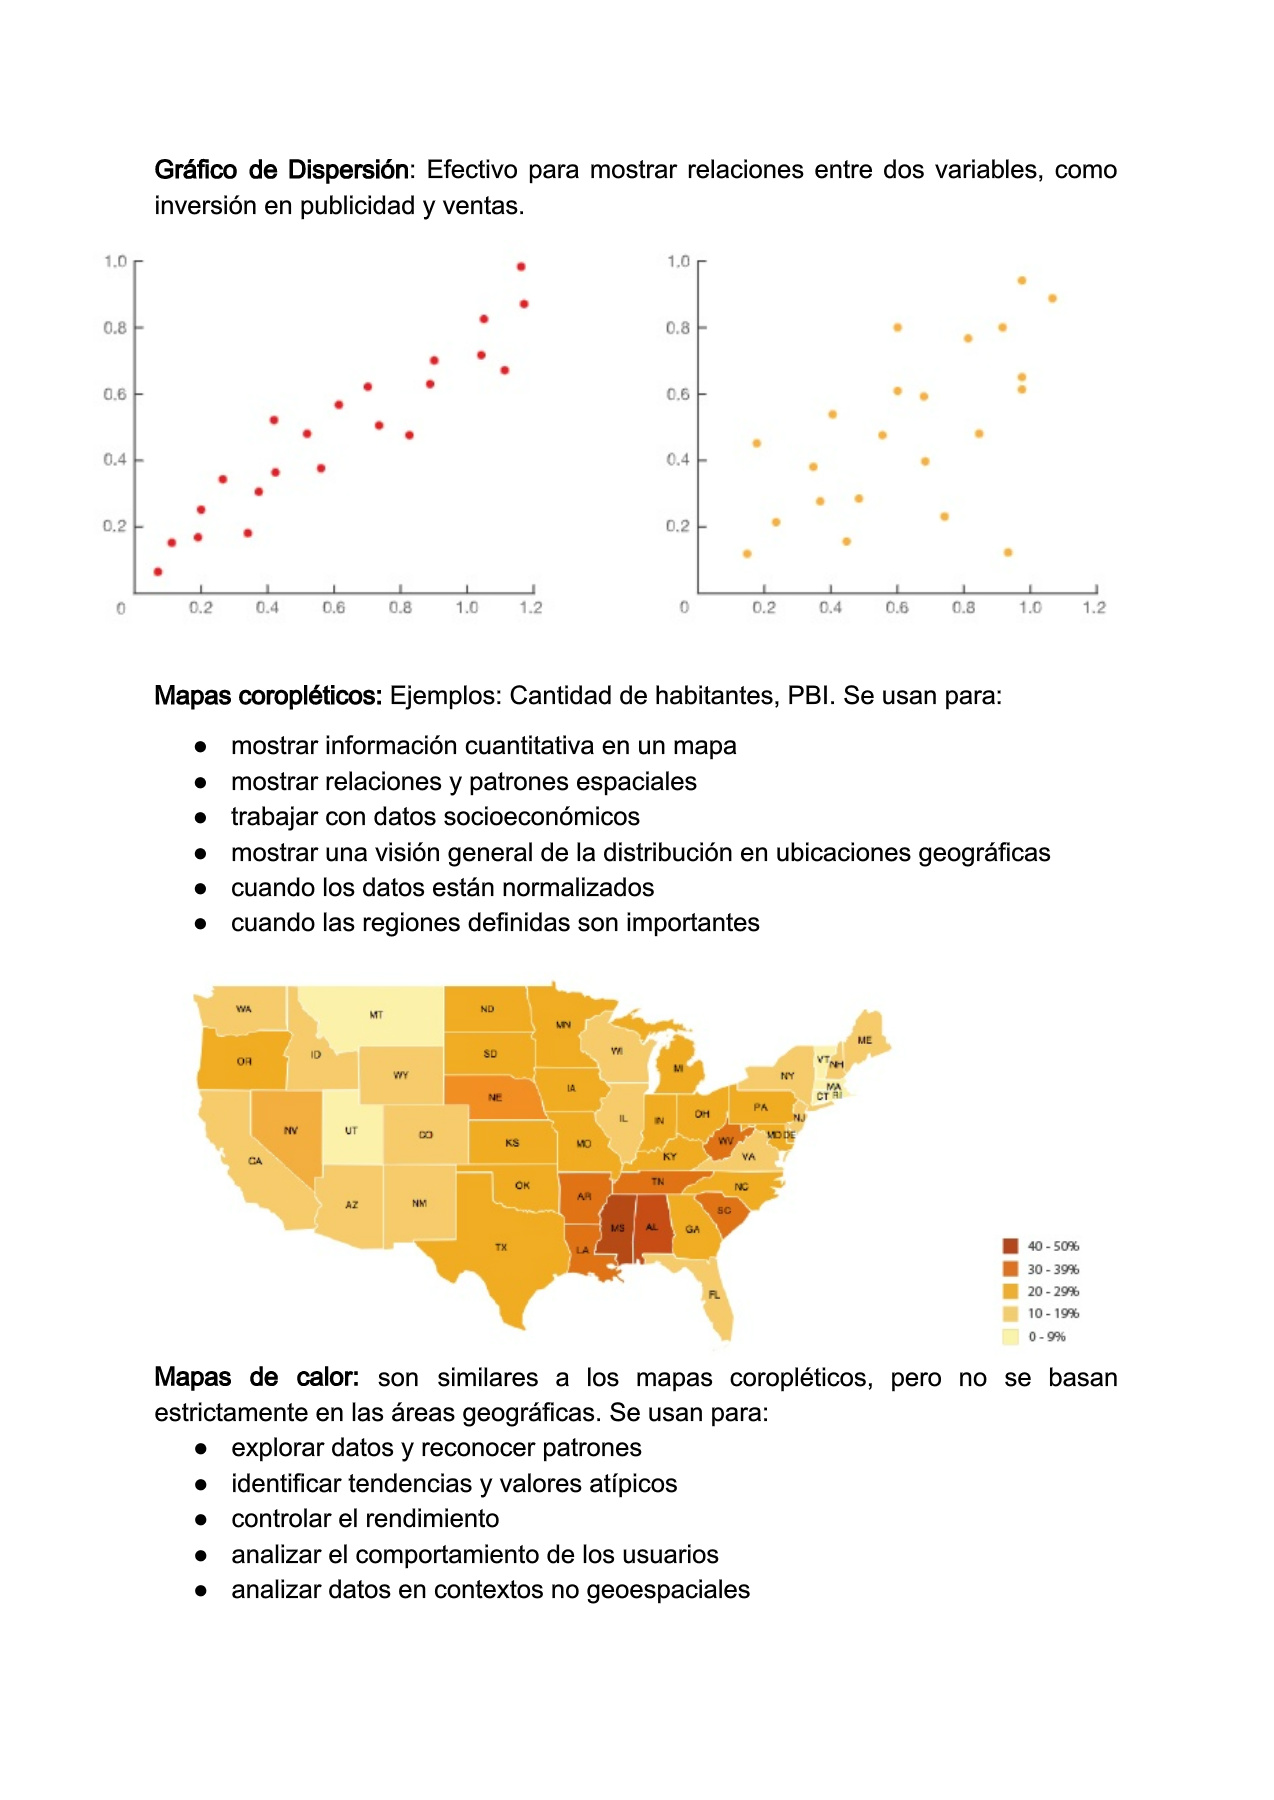 Gráfico de Dispersión: Efectivo para mostrar relaciones entre dos variables, como
inversión en publicidad y ventas.
1.0
0.8
0.6
0.4
0.2
0
0.2 0.4 0.6 0.8 1.0 1.2
1.0
0.8
0.6
0.4
0.2
0
0.2 0.4 0.6 0.8 1.0 1.2
Mapas coropléticos: Ejemplos: Cantidad de habitantes, PBI. Se usan para:
● mostrar información cuantitativa en un mapa
● mostrar relaciones y patrones espaciales
● trabajar con datos socioeconómicos
● mostrar una visión general de la distribución en ubicaciones geográficas
● cuando los datos están normalizados
● cuando las regiones definidas son importantes
WA MT ND MN
OR ID WY SD WI MI NY VT NH ME
NE IA MA
CT RI
NV UT CO KS MO IL IN OH PA NJ
CA KY WV VA MD DE
AZ NM OK AR TN NC
TX LA MS AL GA SC
FL
40 - 50%
30 - 39%
20 - 29%
10 - 19%
0 - 9%
Mapas de calor: son similares a los mapas coropléticos, pero no se basan
estrictamente en las áreas geográficas. Se usan para:
● explorar datos y reconocer patrones
● identificar tendencias y valores atípicos
● controlar el rendimiento
● analizar el comportamiento de los usuarios
● analizar datos en contextos no geoespaciales